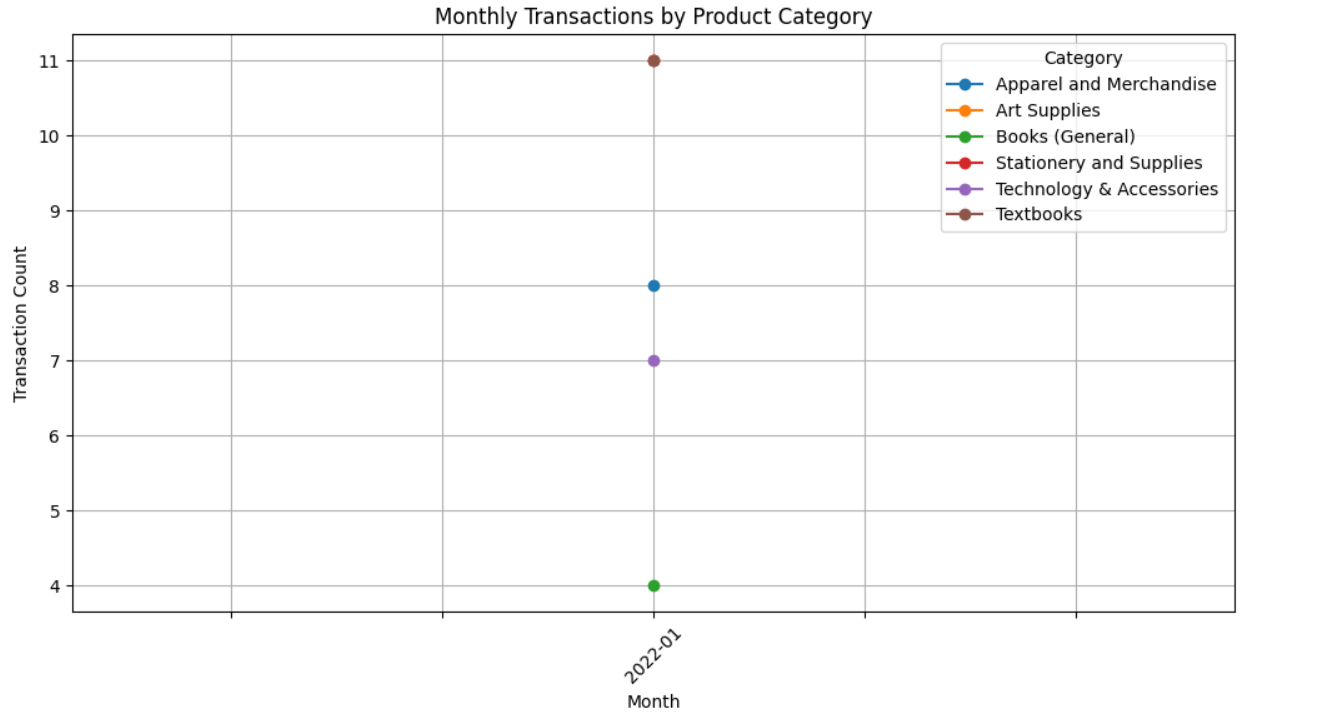 Monthly Transactions by Product Category
Transaction Count
11
10
9
8
7
6
5
4
Category
Apparel and Merchandise
Art Supplies
Books (General)
Stationery and Supplies
Technology & Accessories
Textbooks
2022-01
Month